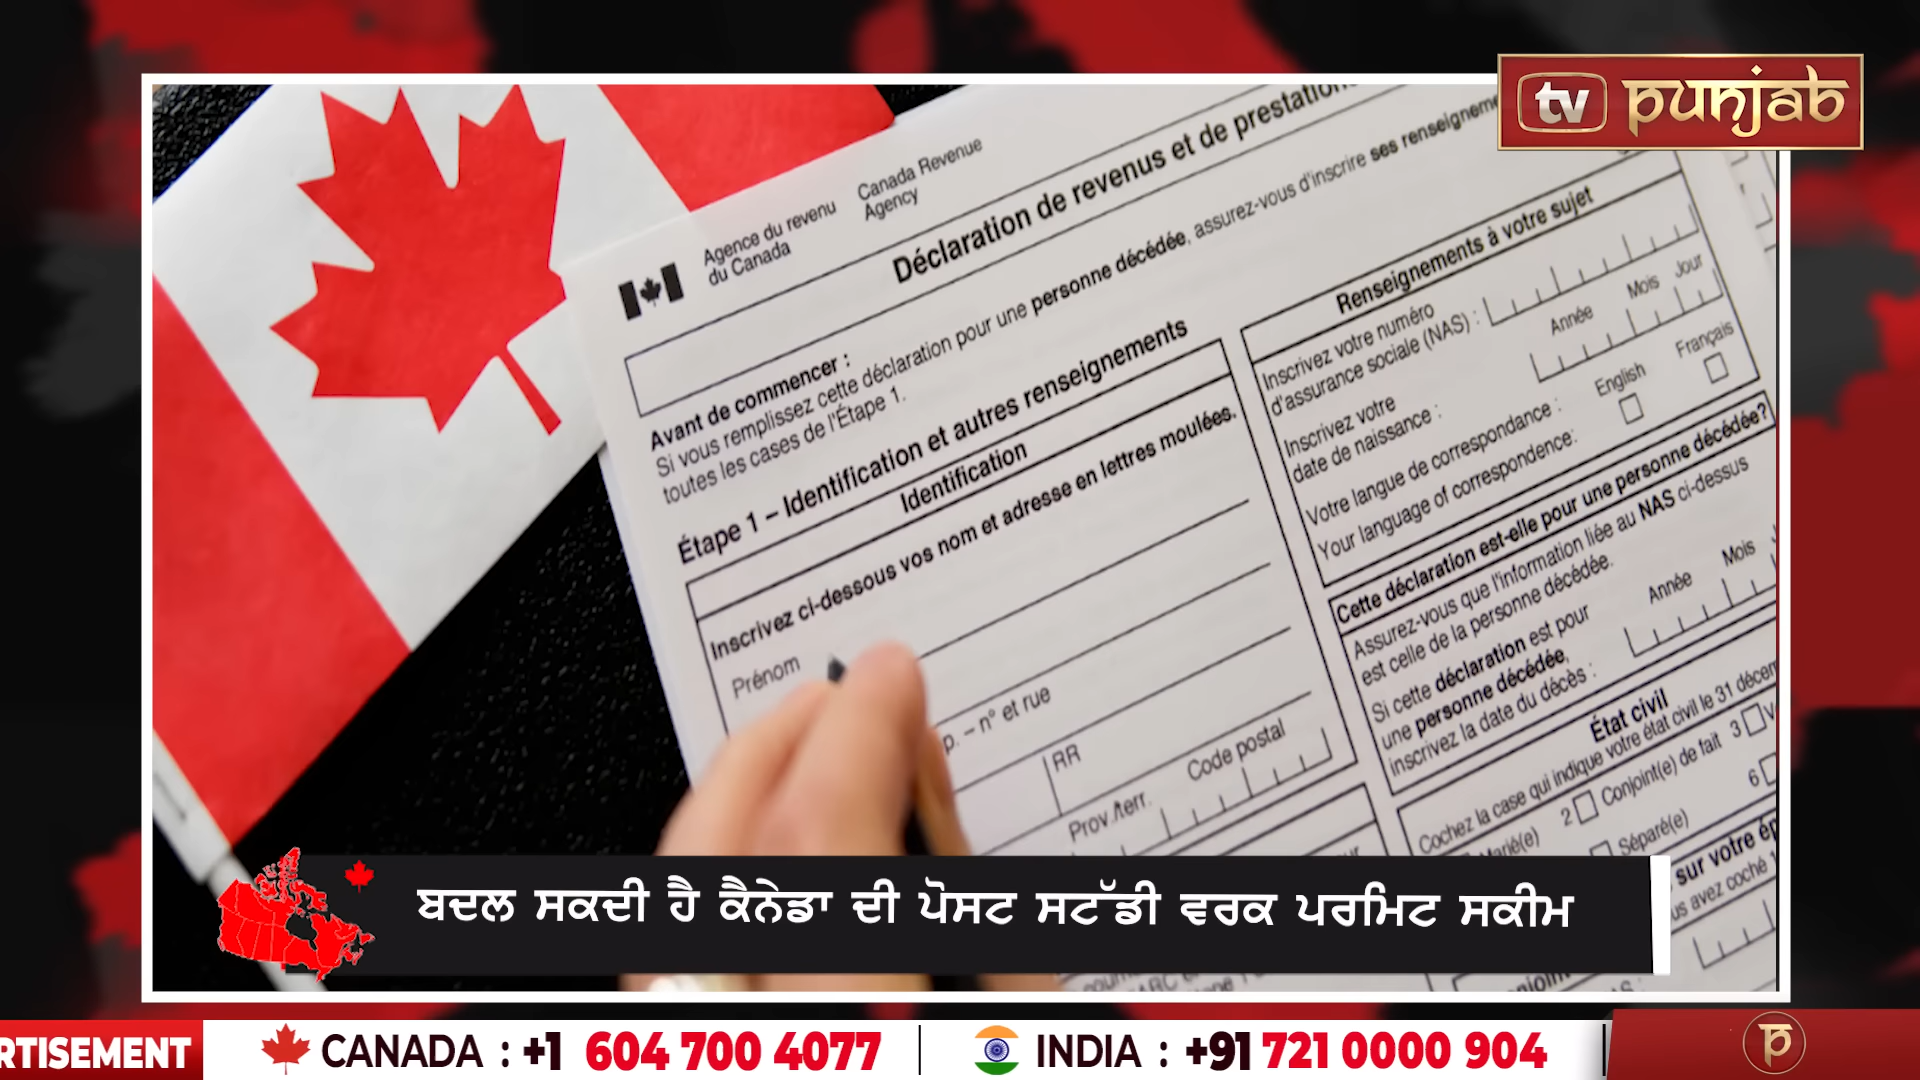 tv punjab
Agence du revenu
du Canada
Canada Revenue
Agency
Déclaration de revenus et de
Avant de commencer :
Si vous remplissez cette déclaration pour une personne décédée, assurez-vous d'inscrire ses
toutes les cases de l'Étape 1.
Étape 1 – Identification et autres renseignements
Identification
Inscrivez ci-dessous vos nom et adresse en lettres moulées.
Prénom
n° et rue
RR
Prov./terr.
Code postal
Renseignements à votre sujet
Inscrivez votre numéro
d'assurance sociale (NAS) :
Année
Mois
Jour
Inscrivez votre
date de naissance :
English
Français
Votre langue de correspondance :
Your language of correspondence:
Cette déclaration est-elle pour une personne décédée?
Assurez-vous que l'information liée au NAS ci-dessus
est celle de la personne décédée.
Année
Mois
Si cette déclaration est pour
une personne décédée,
inscrivez la date du décès :
État civil
Cochez la case qui indique votre état civil le 31
2 Conjoint(e) de fait 3
Séparé(e)
6
sur votre
avez coché
ਬਦਲ ਸਕਦੀ ਹੈ ਕੈਨੇਡਾ ਦੀ ਪੋਸਟ ਸਟੱਡੀ ਵਰਕ ਪਰਮਿਟ ਸਕੀਮ
RTISEMENT CANADA : +1 604 700 4077 | INDIA : +91 721 0000 904